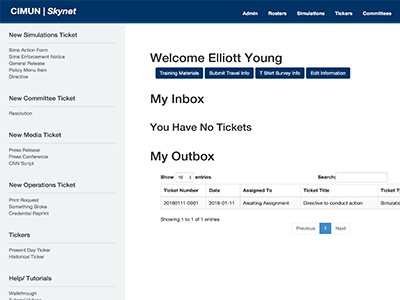 CIMUN | Skynet
Admin Rosters Simulations Tickers Committees
New Simulations Ticket
Sims Action Form
Sims Enforcement Notice
General Release
Policy Menu Item
Directive
New Committee Ticket
Resolution
New Media Ticket
Press Release
Press Conference
CNN Script
New Operations Ticket
Print Request
Something Broke
Credential Reprint
Tickers
Present Day Ticker
Historical Ticker
Help/ Tutorials
Walkthrough
Tutorial Videos
Welcome Elliott Young
Training Materials Submit Travel Info T Shirt Survey Info Edit Information
My Inbox
You Have No Tickets
My Outbox
Show 10 entries Search:
Ticket Number Date Assigned To Ticket Title Ticket Ty
20160111-0001 2016-01-11 Awaiting Assignment Directive to conduct action Simulatio
Showing 1 to 1 of 1 entries
Previous 1 Next